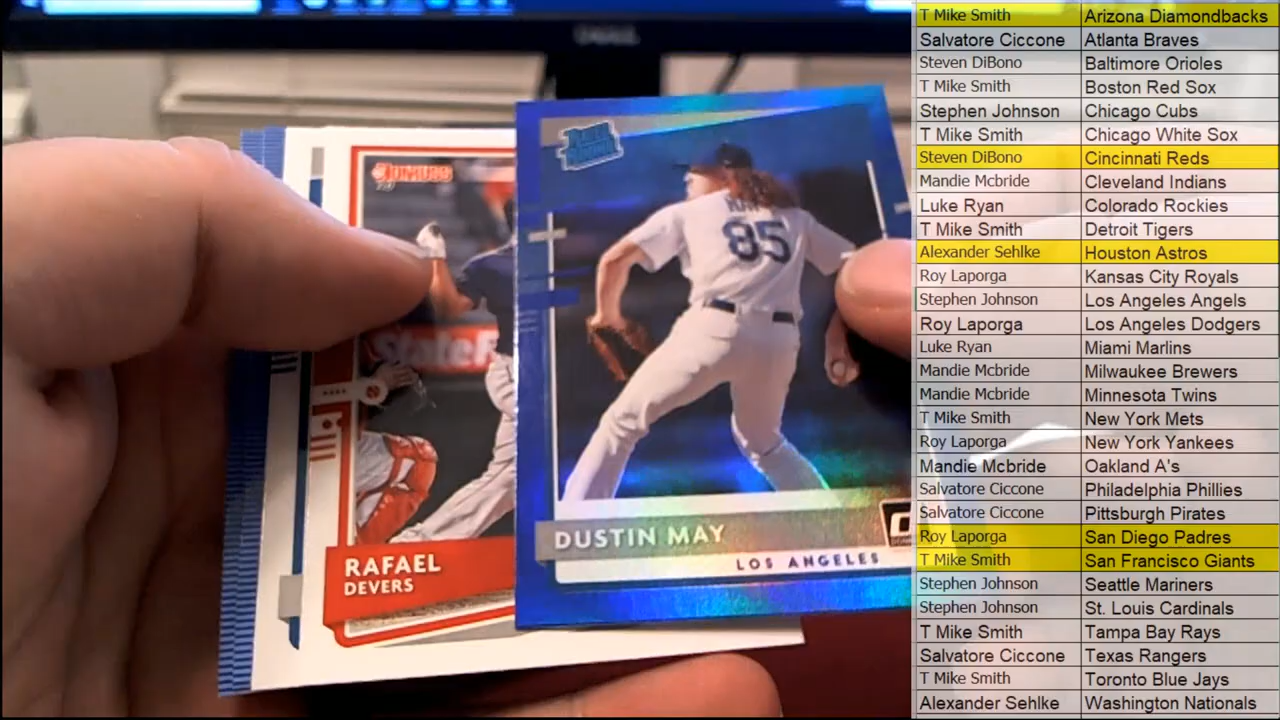 DONRUSS
StateF
RAFAEL
DEVERS
RATED
ROOKIE
MAY
85
DUSTIN MAY
LOS ANGELES
T Mike Smith Arizona Diamondbacks
Salvatore Ciccone Atlanta Braves
Steven DiBono Baltimore Orioles
T Mike Smith Boston Red Sox
Stephen Johnson Chicago Cubs
T Mike Smith Chicago White Sox
Steven DiBono Cincinnati Reds
Mandie Mcbride Cleveland Indians
Luke Ryan Colorado Rockies
T Mike Smith Detroit Tigers
Alexander Sehlke Houston Astros
Roy Laporga Kansas City Royals
Stephen Johnson Los Angeles Angels
Roy Laporga Los Angeles Dodgers
Luke Ryan Miami Marlins
Mandie Mcbride Milwaukee Brewers
Mandie Mcbride Minnesota Twins
T Mike Smith New York Mets
Roy Laporga New York Yankees
Mandie Mcbride Oakland A's
Salvatore Ciccone Philadelphia Phillies
Salvatore Ciccone Pittsburgh Pirates
Roy Laporga San Diego Padres
T Mike Smith San Francisco Giants
Stephen Johnson Seattle Mariners
Stephen Johnson St. Louis Cardinals
T Mike Smith Tampa Bay Rays
Salvatore Ciccone Texas Rangers
T Mike Smith Toronto Blue Jays
Alexander Sehlke Washington Nationals